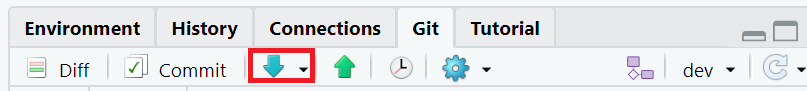 Environment History Connections Git Tutorial
Diff Commit dev